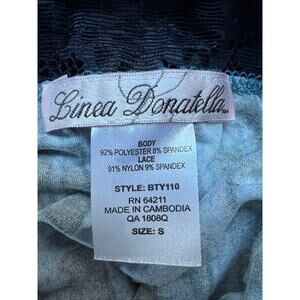 Linea Donatella
BODY
92% POLYESTER 8% SPANDEX
LACE
91% NYLON 9% SPANDEX
STYLE: BTY110
RN 64211
MADE IN CAMBODIA
QA 1808Q
SIZE: S